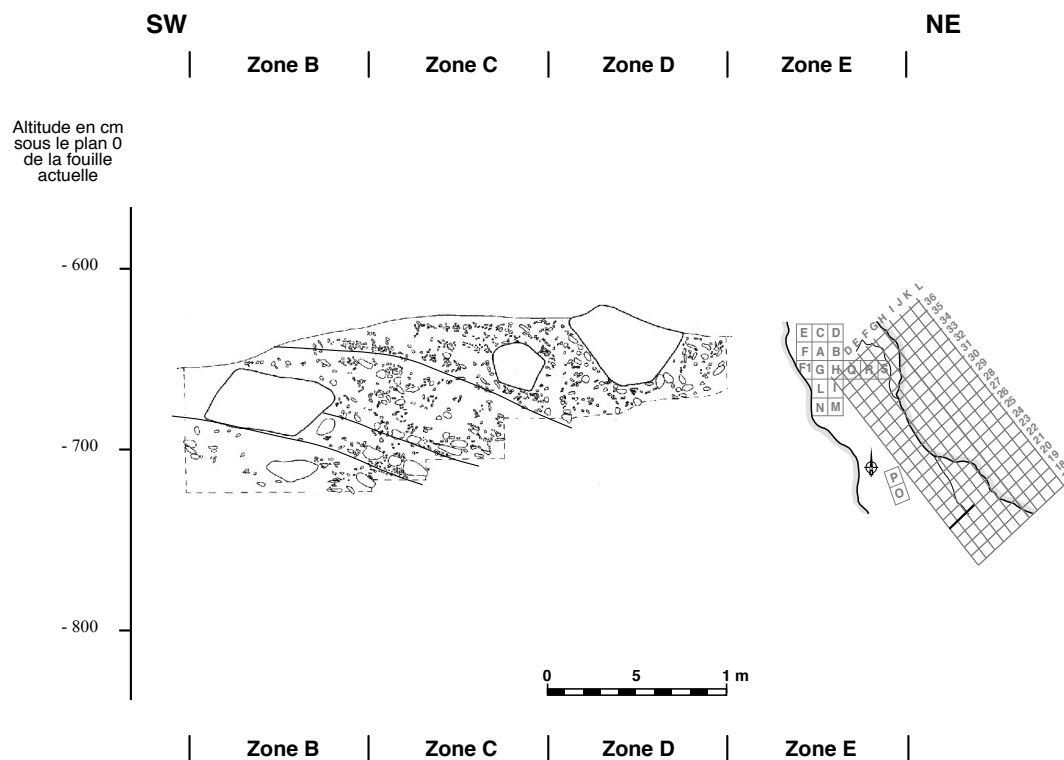 SW NE
Zone B Zone C Zone D Zone E
Altitude en cm
sous le plan 0
de la fouille
actuelle
- 600
- 700
- 800
D E F G H I J K L
36
35
34
33
32
31
30
29
28
27
26
25
24
23
22
21
20
19
18
E C D
F A B
F1 G H Q R S
L I
N M
P
O
0 5 1 m
Zone B Zone C Zone D Zone E